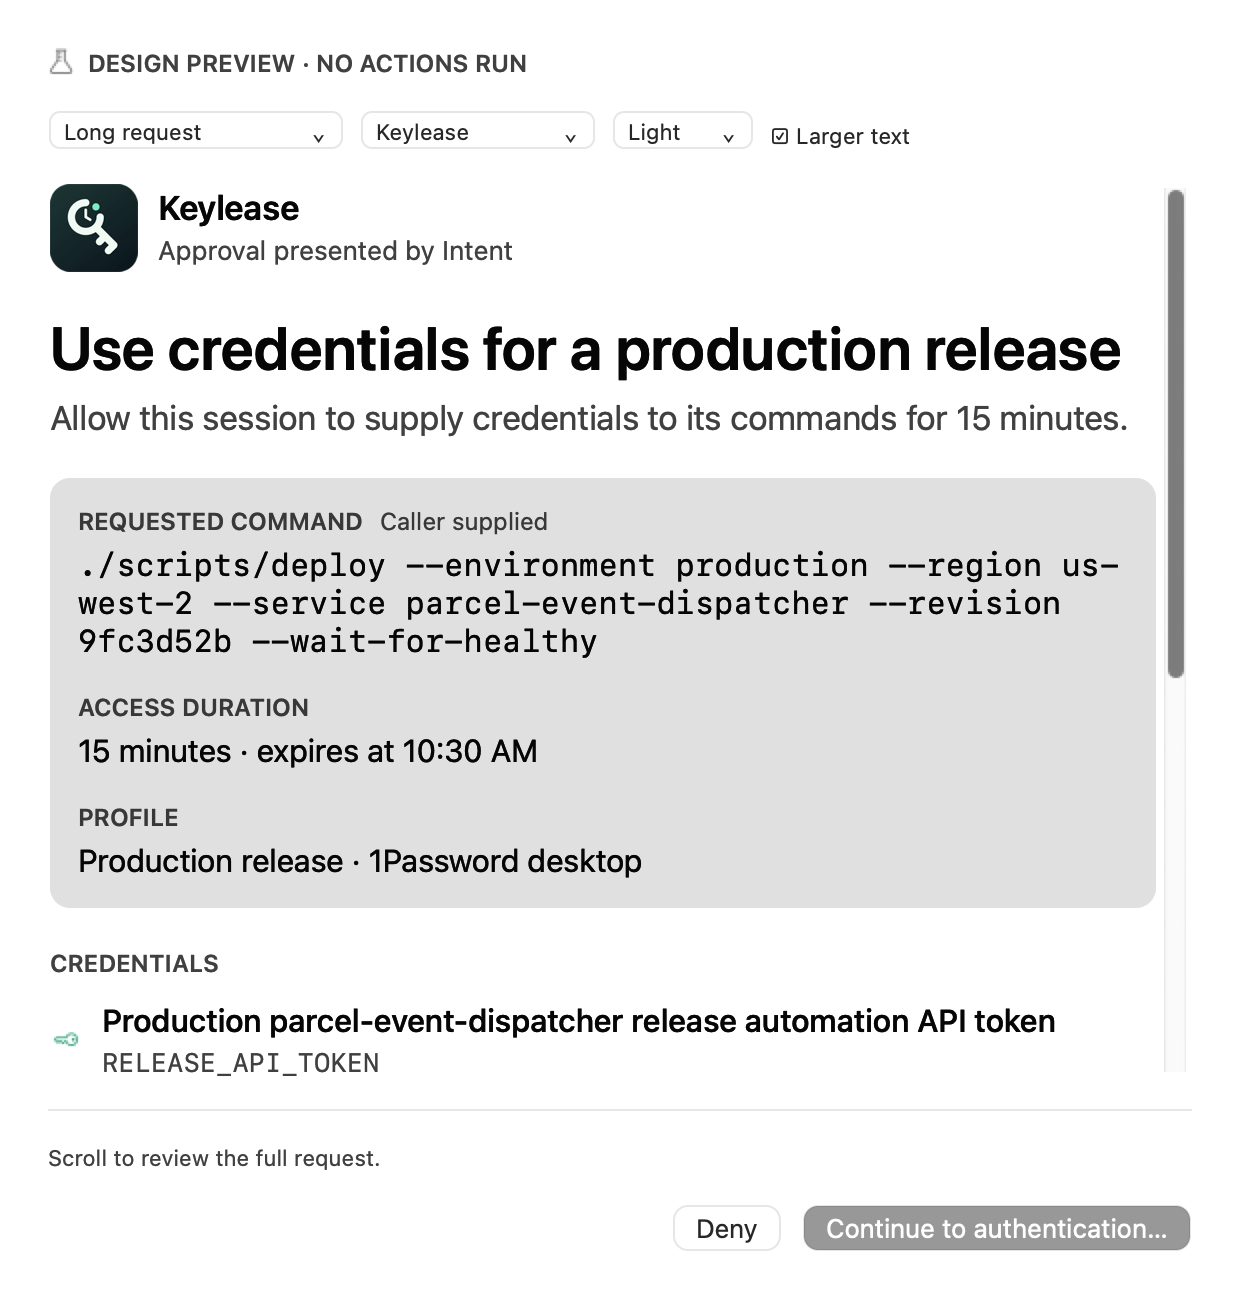 DESIGN PREVIEW · NO ACTIONS RUN
Long request
Keylease
Light
Larger text
Keylease
Approval presented by Intent
Use credentials for a production release
Allow this session to supply credentials to its commands for 15 minutes.
REQUESTED COMMAND Caller supplied
./scripts/deploy --environment production --region us-
west-2 --service parcel-event-dispatcher --revision
9fc3d52b --wait-for-healthy
ACCESS DURATION
15 minutes · expires at 10:30 AM
PROFILE
Production release · 1Password desktop
CREDENTIALS
Production parcel-event-dispatcher release automation API token
RELEASE_API_TOKEN
Scroll to review the full request.
Deny
Continue to authentication...